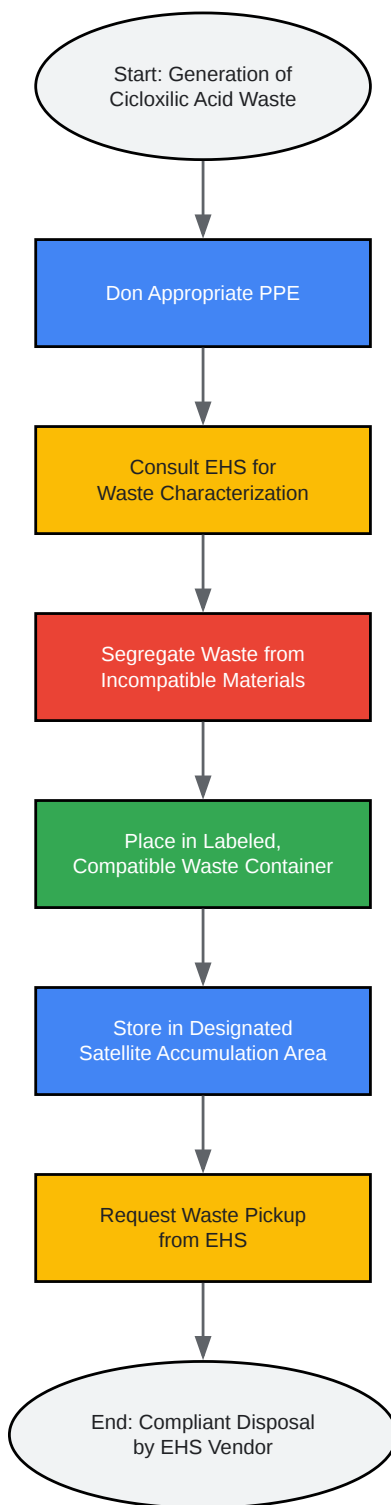 Start: Generation of
Cicloxilic Acid Waste
Don Appropriate PPE
Consult EHS for
Waste Characterization
Segregate Waste from
Incompatible Materials
Place in Labeled,
Compatible Waste Container
Store in Designated
Satellite Accumulation Area
Request Waste Pickup
from EHS
End: Compliant Disposal
by EHS Vendor